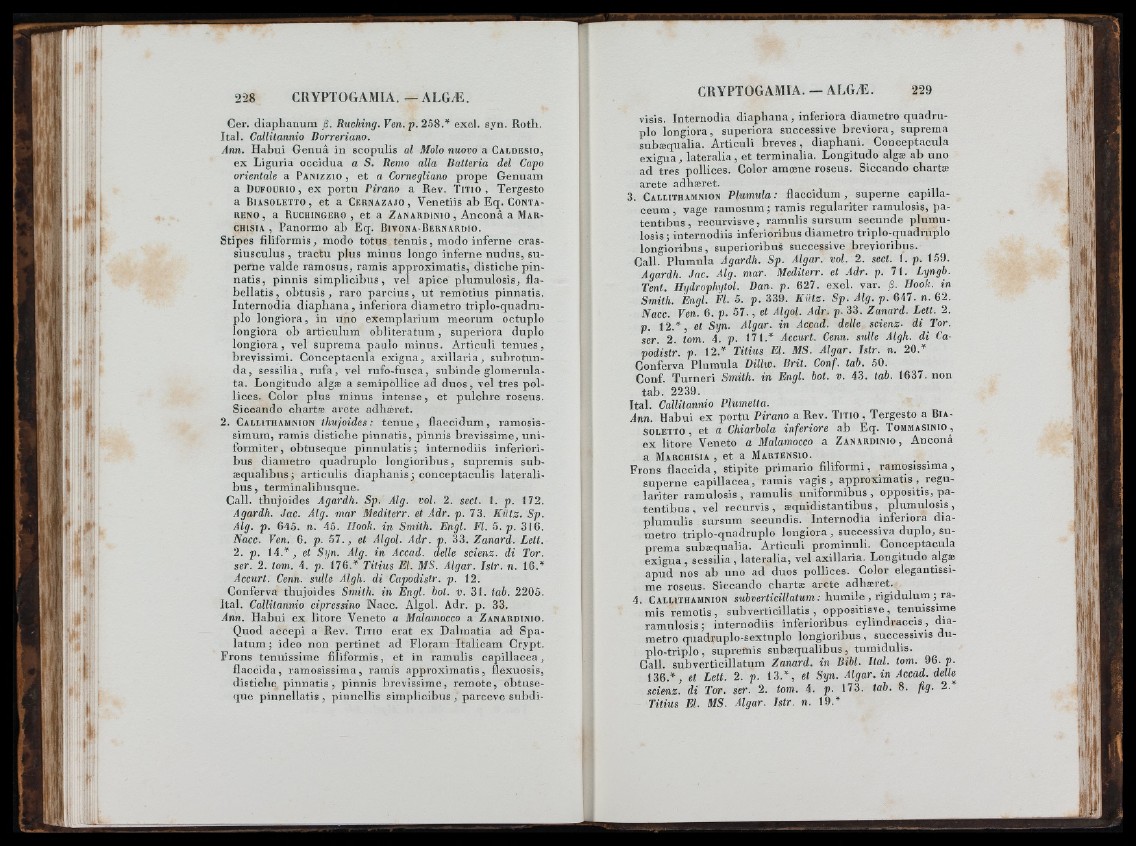 228 CRYPTOGAMIA. — ALGÆ.
Cer. diaphanum β. Ruching. Ven. p. 258.* excl. syn. Roth.
Ital. Callitannio Borreriano.
Ann. Habui Genuâ in scopulis al Molo nuovo a CALDESIO,
ex Liguria occidua a S. Remo alla Batteria del Capo
orientale a PANIZZIO, et a Cornegliano prope Genuam
a DUFOURIO, ex portu Pirano a Rev. TITIO, Tergesto
a BIASOLETTO, et a CERNAZAJO, Venetiis ab Eq. CONTA-
RENO, a RUCHINGERO, et a ZANARDINIO, Anconâ a MAR-
CHISIA, Panormo ab Eq. BIVONA-BERNARDIO.
Stipes filiformis, modo totus tennis, modo inferne cras-
siusculus, tractu plus minus longo inferne nudus, su-
perne valde ramosus, ramis approximatis, distiche pin-
natis, pinnis simplicibus, vel apice plumulosis, fla-
bellatis, obtusis, raro parcius, ut remotius pinnatis.
Internodia diaphana, inferiora diametro triplo-quadru-
plo longiora, in uno exemplarium meorum octuplo
longiora ob articulum obliteratum, superiora duplo
longiora, vel suprema paulo minus. Articuli tenues,
brevissimi. Conceptacula exigua, axillaria, subrotun-
da, sessilia, rufa, vel rufo-fusca, subinde glomerula-
ta. Longitudo algæ a semipollice ad duos, vel tres pol-
lices. Color plus minus intense, et pulchre roseus.
Siccando chartæ arcte adhæret.
2. CALLITHAMNION thujoides: tenue, flaccidum, ramosis-
simum, ramis distiche pinnatis, pinnis brevissime, uni-
formiter, obtuseque pinnulatis; internodiis inferiori-
bus diametro quadruplo longioribus, supremis sub-
æqualibus; articulis diaphanis; conceptaculis laterali-
bus, terminalibusque.
Call. thujoides Agardh. Sp. Alg. vol. 2. sect. 1. p. 172.
Agardh. Jac. Alg. mar Mediterr. et Adr. p. 73. Kütz. Sp.
Alg. p. 645. n. 45. Hook. in Smith. Engl. Fl. 5. p. 316.
Nacc. Ven. 6. p. 57., et Algol. Adr. p. 33. Zanard. Lett.
2. p. 14.*, et Syn. Alg. in Accad. delle scienz. di Tor.
ser. 2. tom. 4. p. 176.* Titius El. MS. Algar. Istr. n. 16.*
Accurt. Cenn. sulle Algh. di Capodistr. p. 12.
Conferva thujoides Smith. in Engl. bot. v. 31. tab. 2205.
Ital. Callitannio cipressino Nacc. Algol. Adr. p. 33.
Ann. Habui ex litore Veneto a Malamocco a ZANARDINIO.
Quod accepi a Rev. TITIO erat ex Dalmatia ad Spa-
latum; ideo non pertinet ad Floram Italicam Crypt.
Frons tenuissime filiformis, et in ramulis capillacea,
flaccida, ramosissima, ramis approximatis, flexuosis,
distiche pinnatis, pinnis brevissime, remote, obtuse-
que pinnellatis, pinnellis simplicibus, parceve subdi-
CRYPTOGAMIA. — ALGÆ. 229
visis. Internodia diaphana, inferiora diametro quadru-
plo longiora, superiora successive breviora, suprema
subæqualia. Articuli breves, diaphani. Conceptacula
exigua, lateralia, et terminalia. Longitudo algæ ab uno
ad tres pollices. Color amœne roseus. Siccando chartæ
arcte adhæret.
3. CALLITHAMNION Plumula: flaccidum, superne capilla-
ceum, vage ramosum; ramis regulariter ramulosis, pa-
tentibus, recurvisve, ramulis sursum secunde plumu-
losis; internodiis inferioribus diametro triplo-quadruplo
longioribus, superioribus successive brevioribus.
Call. Plumula Agardh. Sp. Algar. vol. 2. sect. 1. p. 159.
Agardh. Jac. Alg. mar. Mediterr. et Adr. p. 71. Lyngb.
Tent. Hydrophytol. Dan. p. 627. excl. var. β. Hook. in
Smith. Engl. Fl. 5. p. 339. Kütz. Sp. Alg. p. 647. n. 62.
Nacc. Ven. 6. p. 57., et Algol. Adr. p. 33. Zanard. Lett. 2.
p. 12.*, et Syn. Algar. in Accad. delle scienz. di Tor.
ser. 2. tom. 4. p. 171.* Accurt. Cenn. sulle Algh. di Ca-
podistr. p. 12.* Titius El. MS. Algar. Istr. n. 20.*
Conferva Plumula Dillw. Brit. Conf. tab. 50.
Conf. Turneri Smith. in Engl. bot. v. 43. tab. 1637. non
tab. 2239.
Ital. Callitannio Plumetta.
Ann. Habui ex portu Pirano a Rev. TITIO, Tergesto a BIA-
SOLETTO, et a Chiarbola inferiore ab Eq. TOMMASINIO,
ex litore Veneto a Malamocco a ZANARDINIO, Anconâ
a MARCHISIA, et a MARTENSIO.
Frons flaccida, stipite primario filiformi, ramosissima,
superne capillacea, ramis vagis, approximatis, regu-
lariter ramulosis, ramulis uniformibus, oppositis, pa-
tentibus, vel recurvis, æquidistantibus, plumulosis,
plumulis sursum secundis. Internodia inferiora dia-
metro triplo-quadruplo longiora, successiva duplo, su-
prema subæqualia. Articuli prominuli. Conceptacula
exigua, sessilia, lateralia, vel axillaria. Longitudo algæ
apud nos ab uno ad duos pollices. Color elegantissi-
me roseus. Siccando chartæ arcte adhæret.
4. CALLITHAMNION subverticillatum: humile, rigidulum; ra-
mis remotis, subverticillatis, oppositisve, tenuissime
ramulosis; internodiis inferioribus cylindraceis, dia-
metro quadruplo-sextuplo longioribus, successivis du-
plo-triplo, supremis subæqualibus, tumidulis.
Call. subverticillatum Zanard. in Bibl. Ital. tom. 96. p.
136.*, et Lett. 2. p. 13.*, et Syn. Algar. in Accad. delle
scienz. di Tor. ser. 2. tom. 4. p. 173. tab. 8. fig. 2.*
Titius El. MS. Algar. Istr. n. 19.*